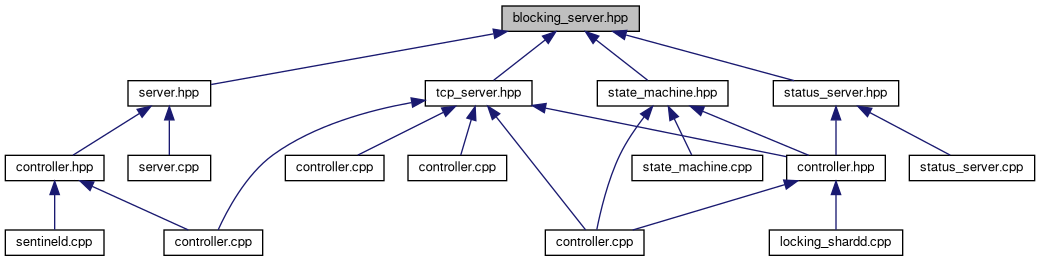 blocking_server.hpp
server.hpp
tcp_server.hpp
state_machine.hpp
status_server.hpp
controller.hpp
server.cpp
controller.cpp
controller.cpp
state_machine.cpp
controller.hpp
status_server.cpp
sentineld.cpp
controller.cpp
controller.cpp
locking_shardd.cpp